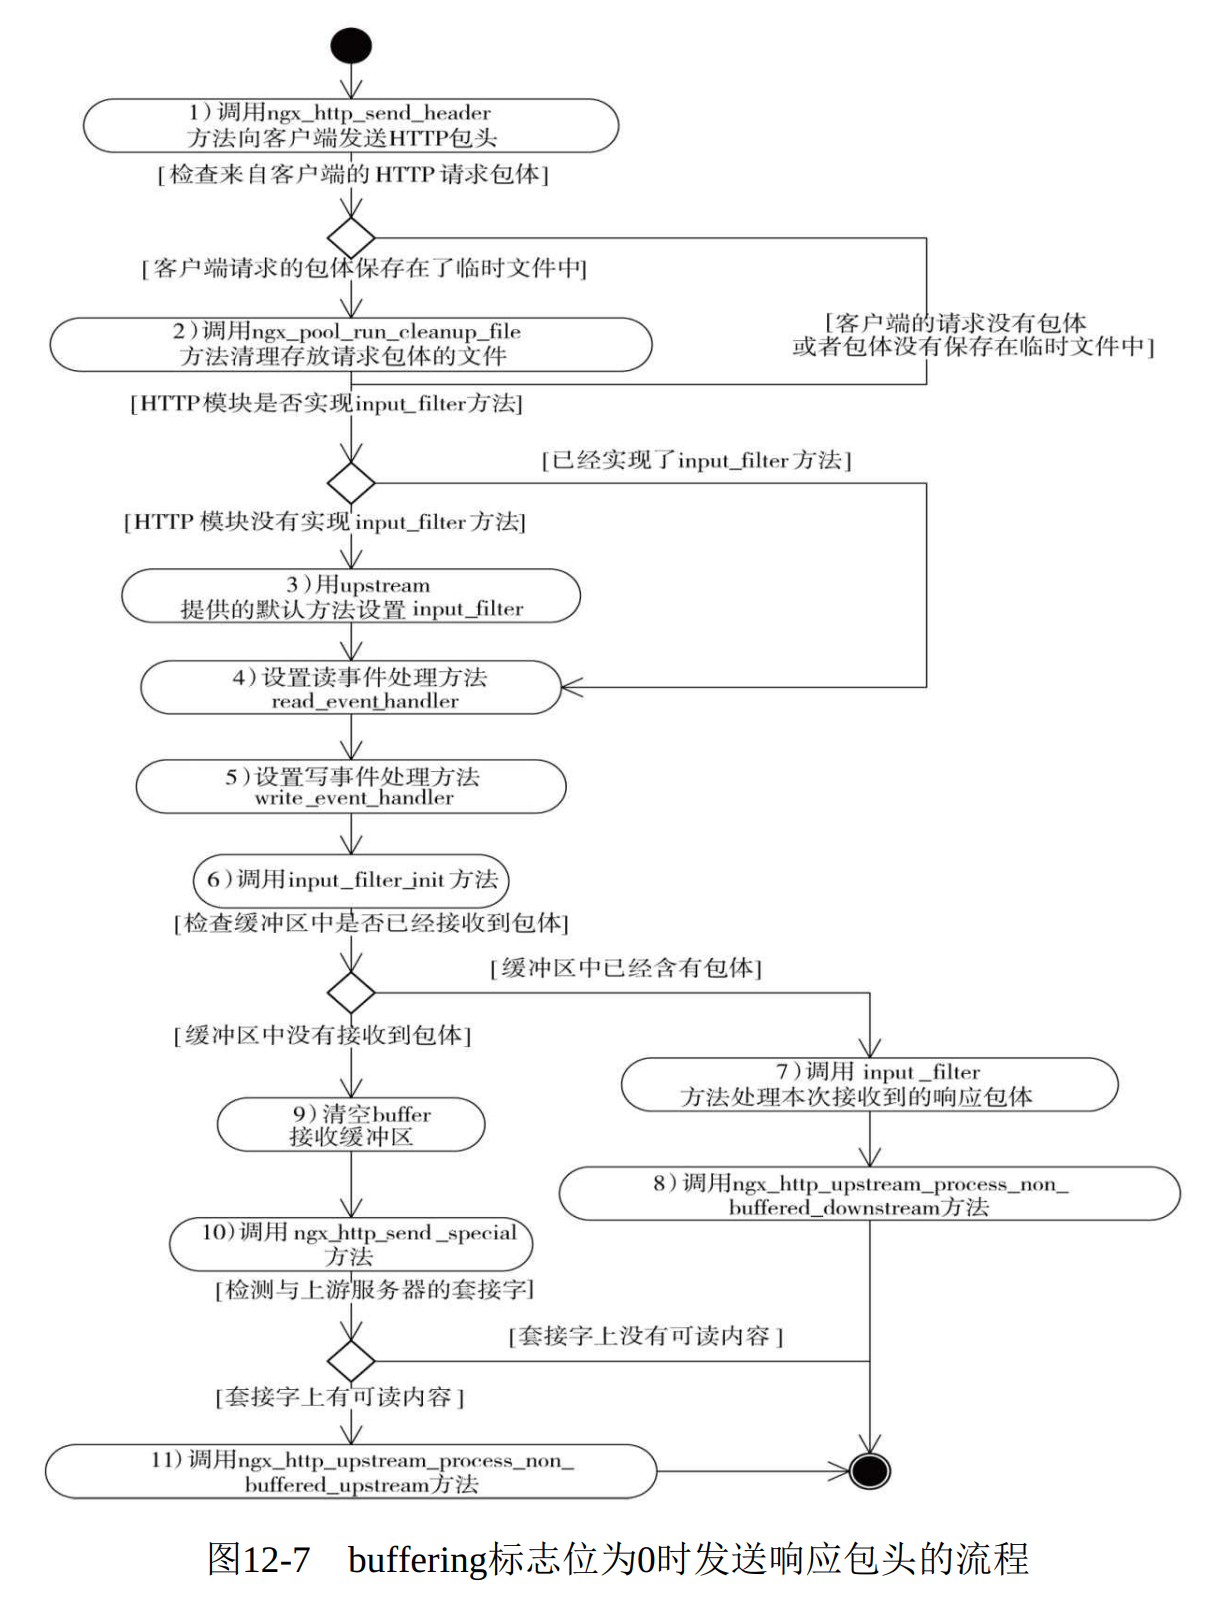 1)调用ngx_http_send_header
方法向客户端发送HTTP包头
[检查来自客户端的HTTP请求包体]
[客户端请求的包体保存在了临时文件中]
[客户端的请求没有包体
或者包体没有保存在临时文件中]
2)调用ngx_pool_run_cleanup_file
方法清理存放请求包体的文件
[HTTP模块是否实现input_filter方法]
[已经实现了input_filter方法]
[HTTP 模块没有实现 input_filter 方法]
3)用upstream
提供的默认方法设置 input_filter
4)设置读事件处理方法
read_event_handler
5)设置写事件处理方法
write_event_handler
6)调用input_filter_init方法
[检查缓冲区中是否已经接收到包体]
[缓冲区中已经含有包体]
[缓冲区中没有接收到包体]
7)调用 input_filter
方法处理本次接收到的响应包体
9)清空buffer
接收缓冲区
8)调用ngx_http_upstream_process_non_
buffered_downstream方法
10)调用 ngx_http_send_special
方法
[检测与上游服务器的套接字]
[套接字上没有可读内容]
[套接字上有可读内容]
11)调用ngx_http_upstream_process_non_
buffered_upstream方法
图12-7 buffering标志位为0时发送响应包头的流程